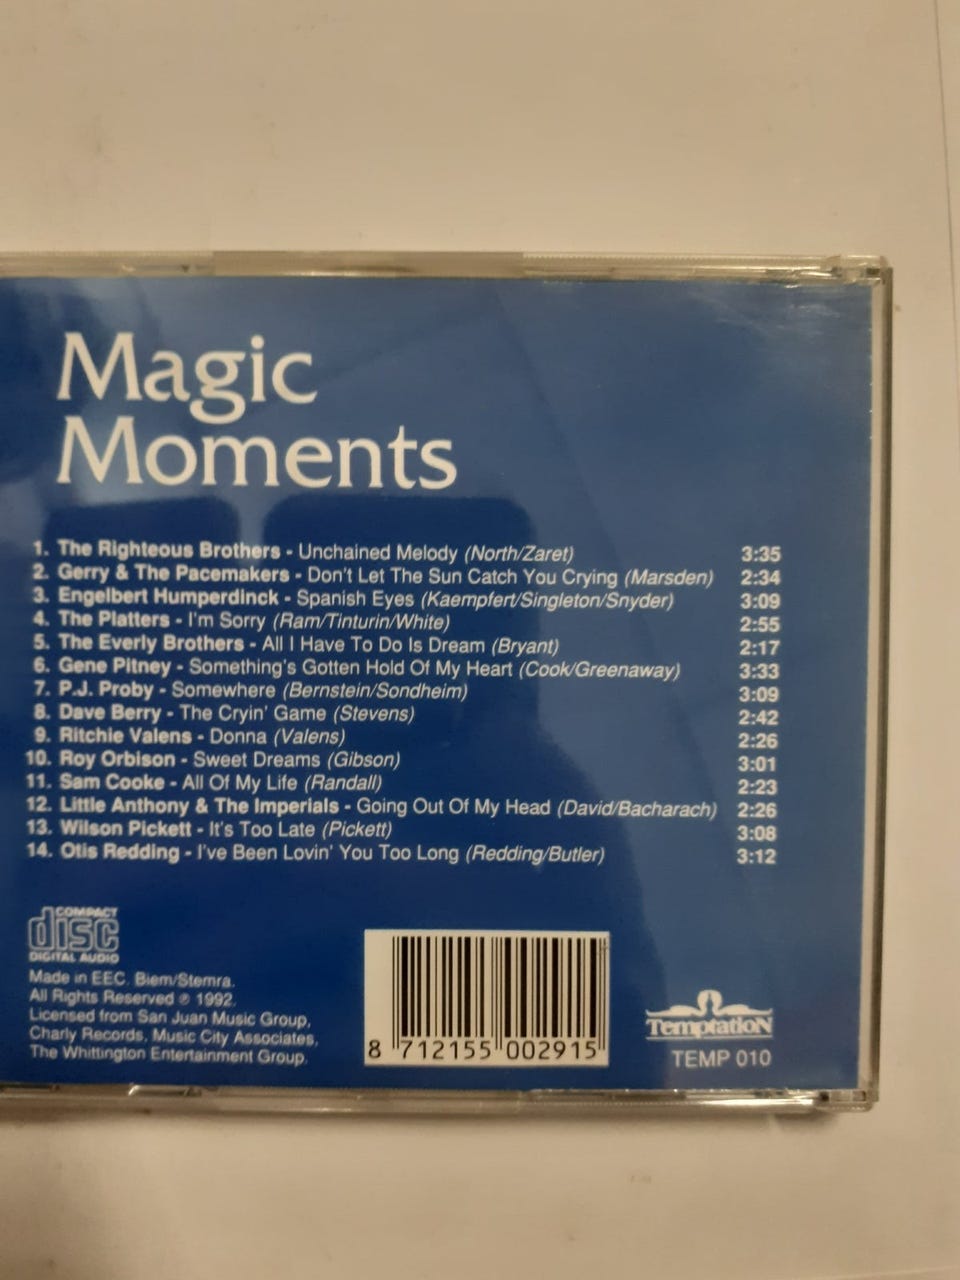 Magic
Moments
1. The Righteous Brothers - Unchained Melody (North/Zaret) 3:35
2. Gerry & The Pacemakers - Don't Let The Sun Catch You Crying (Marsden) 2:34
3. Engelbert Humperdinck - Spanish Eyes (Kaempfert/Singleton/Snyder) 3:09
4. The Platters - I'm Sorry (Ram/Tinturin/White) 2:55
5. The Everly Brothers - All I Have To Do Is Dream (Bryant) 2:17
6. Gene Pitney - Something's Gotten Hold Of My Heart (Cook/Greenaway) 3:33
7. P.J. Proby - Somewhere (Bernstein/Sondheim) 3:09
8. Dave Berry - The Cryin' Game (Stevens) 2:42
9. Ritchie Valens - Donna (Valens) 2:26
10. Roy Orbison - Sweet Dreams (Gibson) 3:01
11. Sam Cooke - All Of My Life (Randall) 2:23
12. Little Anthony & The Imperials - Going Out Of My Head (David/Bacharach) 2:26
13. Wilson Pickett - It's Too Late (Pickett) 3:08
14. Otis Redding - I've Been Lovin' You Too Long (Redding/Butler) 3:12
COMPACT
disc
DIGITAL AUDIO
Made in EEC. Biem/Stemra.
All Rights Reserved ℗ 1992.
Licensed from San Juan Music Group,
Charly Records, Music City Associates,
The Whittington Entertainment Group.
8 712155 002915
TemptatioN
TEMP 010